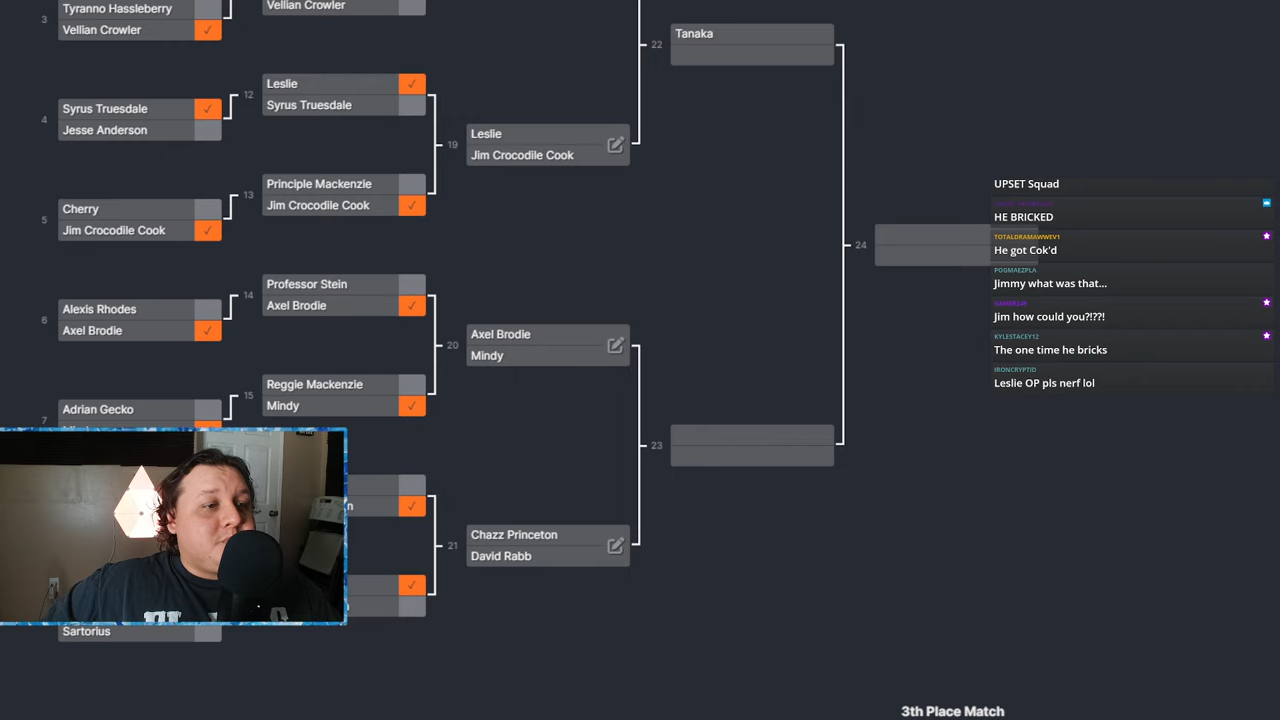 3
Tyranno Hassleberry
Vellian Crowler
Vellian Crowler
22
Tanaka
4
Syrus Truesdale
Jesse Anderson
12
Leslie
Syrus Truesdale
19
Leslie
Jim Crocodile Cook
5
Cherry
Jim Crocodile Cook
13
Principle Mackenzie
Jim Crocodile Cook
6
Alexis Rhodes
Axel Brodie
14
Professor Stein
Axel Brodie
20
Axel Brodie
Mindy
7
Adrian Gecko
15
Reggie Mackenzie
Mindy
23
24
n
21
Chazz Princeton
David Rabb
Sartorius
3th Place Match
UPSET Squad
HE BRICKED
TOTALDRAMAWWEV1
He got Cok'd
POGMAEZPLA
Jimmy what was that...
Jim how could you?!??!
KYLESTACEY12
The one time he bricks
IRONCRYPTID
Leslie OP pls nerf lol